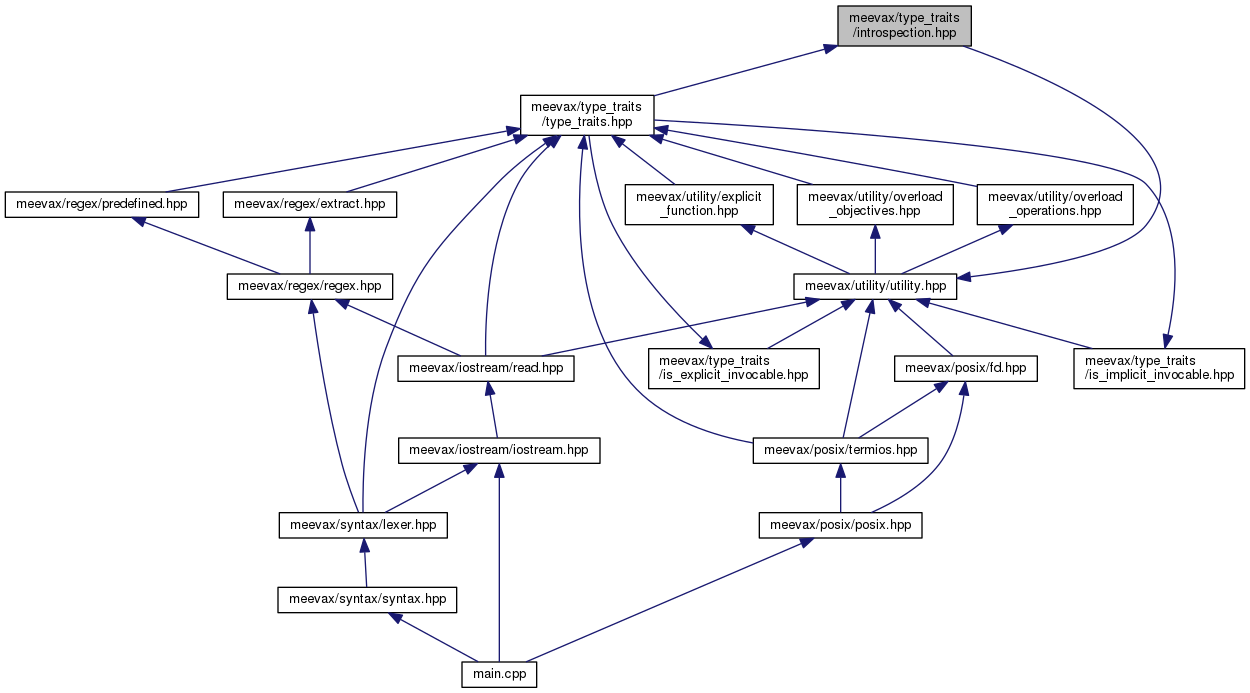 meevax/type_traits
/introspection.hpp
meevax/type_traits
/type_traits.hpp
meevax/regex/predefined.hpp
meevax/regex/extract.hpp
meevax/utility/explicit
_function.hpp
meevax/utility/overload
_objectives.hpp
meevax/utility/overload
_operations.hpp
meevax/regex/regex.hpp
meevax/utility/utility.hpp
meevax/iostream/read.hpp
meevax/type_traits
/is_explicit_invocable.hpp
meevax/posix/fd.hpp
meevax/type_traits
/is_implicit_invocable.hpp
meevax/iostream/iostream.hpp
meevax/posix/termios.hpp
meevax/syntax/lexer.hpp
meevax/posix/posix.hpp
meevax/syntax/syntax.hpp
main.cpp